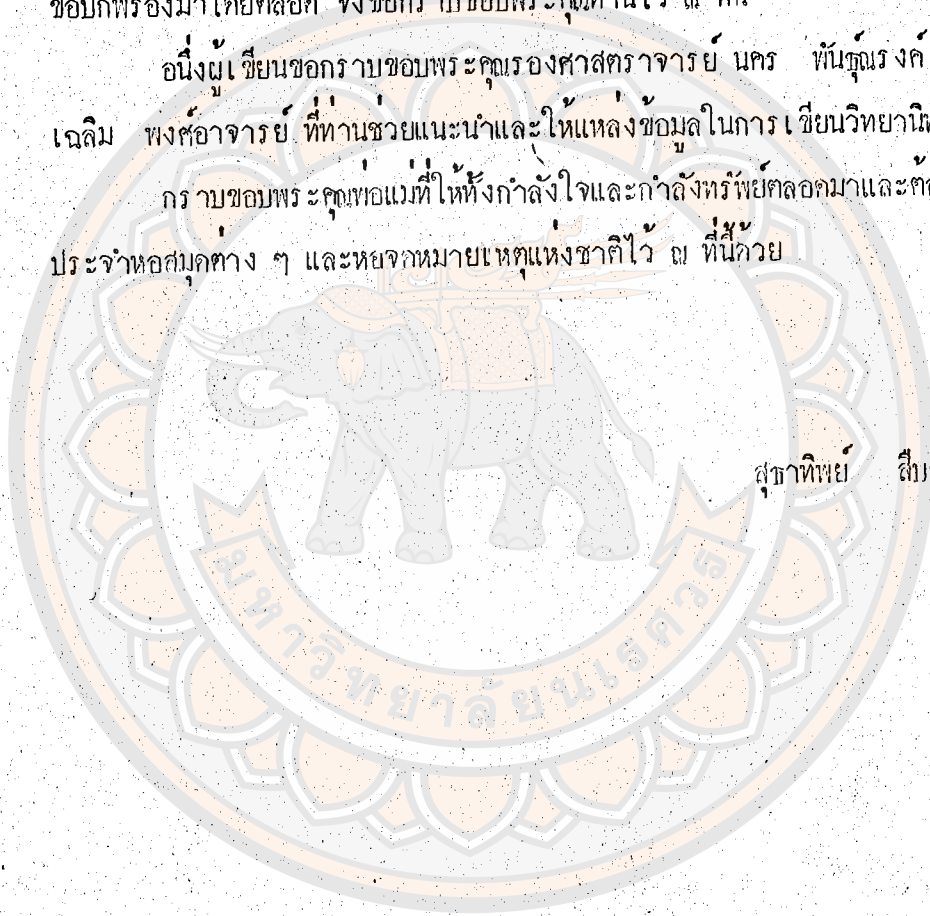 อนึ่งผู้เขียนขอกราบขอบพระคุณรองศาสตราจารย์ นคร พันธุ์ณรงค์
เฉลิม พงศ์อาจารย์ ที่ท่านช่วยแนะนำและให้แหล่งข้อมูลในการเขียน
กราบขอบพระคุณพ่อแม่ที่ให้ทั้งกำลังใจและกำลังทรัพย์ตลอดมา
ประจำหอสมุดต่าง ๆ และหอจดหมายเหตุแห่งชาติไว้ ณ ที่นี้ด้วย
สุธาทิพย์
มหาวิทยาลัยนเรศวร